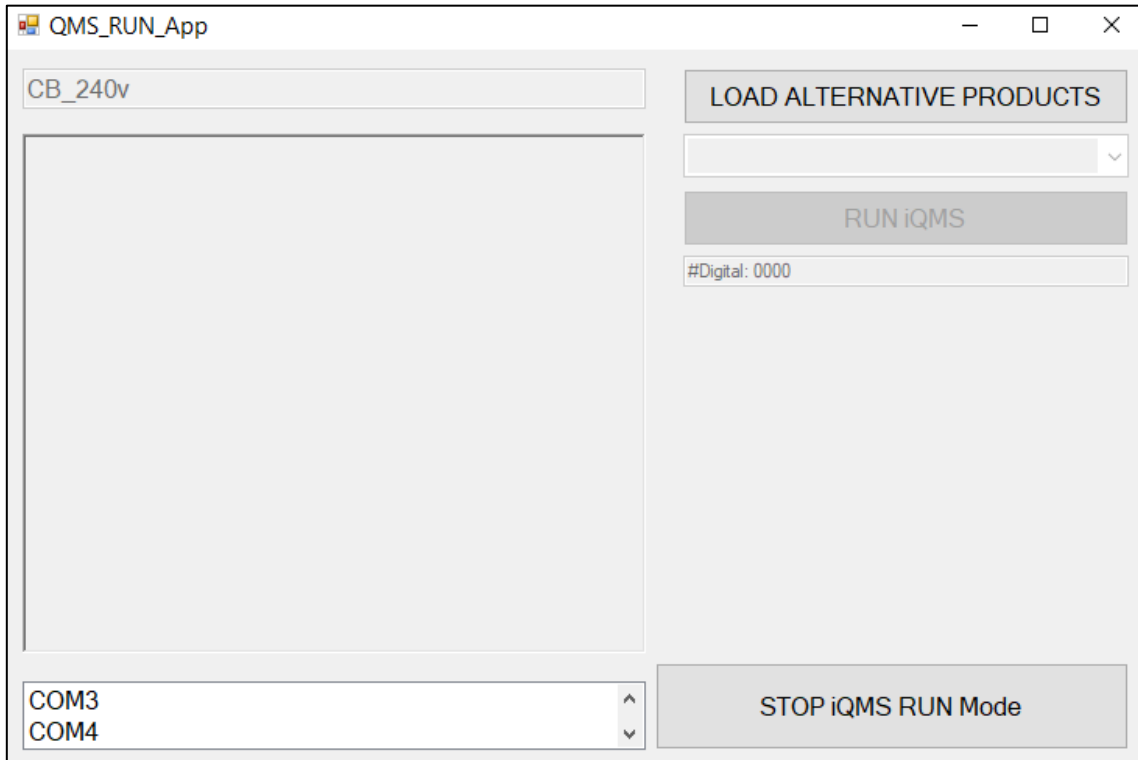 QMS_RUN_App
CB_240v
LOAD ALTERNATIVE PRODUCTS
RUN iQMS
#Digital: 0000
COM3
COM4
STOP iQMS RUN Mode